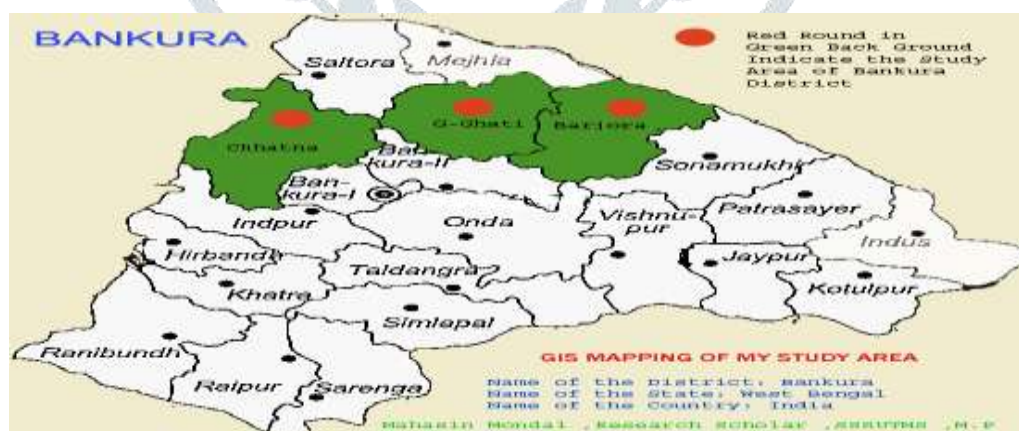 BANKURA
Red Round in
Green Back Ground
Indicate the Study
Area of Bankura
District
Saltora
Mejhia
G-Ghati
Barjora
Chhatna
Ban-
kura-II
Sonamukhi
Ban-
kura-I
Indpur
Onda
Vishnu-
pur
Patrasayer
Indus
Hirbandh
Taldangra
Jaypur
Khatra
Kotulpur
Simlapal
Ranibundh
Raipur
Sarenga
GIS MAPPING OF MY STUDY AREA
Name of the District: Bankura
Name of the State: West Bengal
Name of the Country: India
Mahasin Mondal ,Research Scholar ,SSSUTMS ,M.P